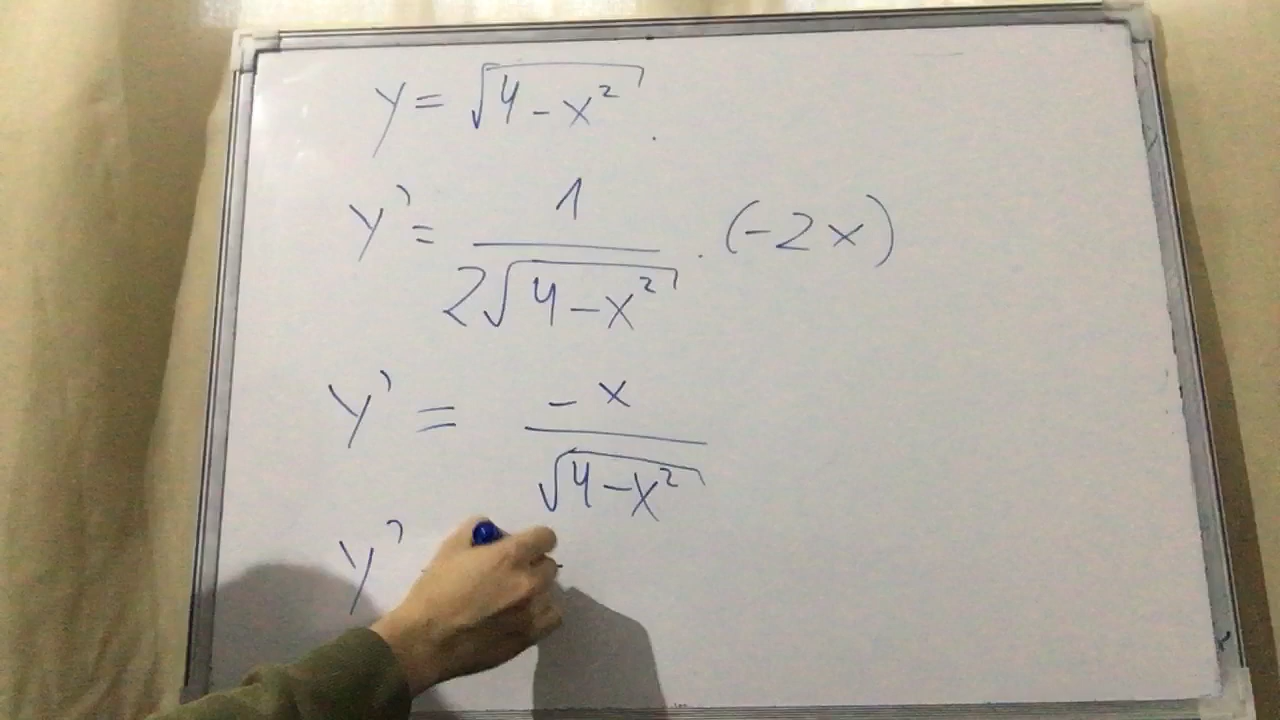 y = √(4 - x²)
y' = 1 / (2√(4 - x²)) · (-2x)
y' = -x / √(4 - x²)
y'